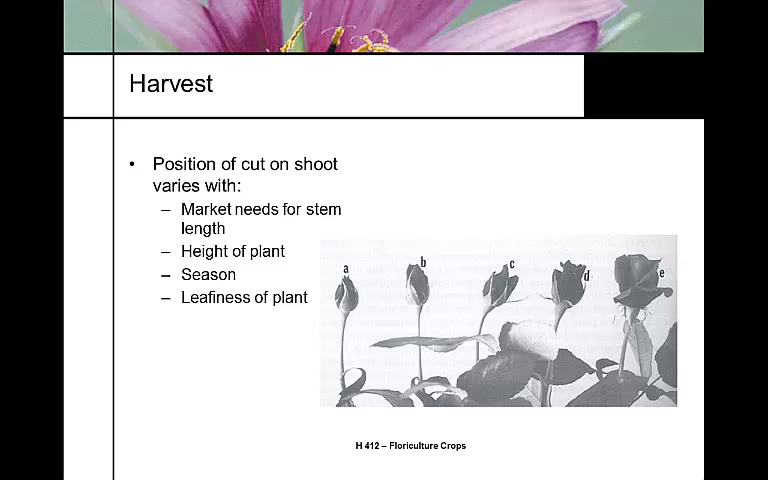 Harvest
• Position of cut on shoot
varies with:
– Market needs for stem
length
– Height of plant
– Season
– Leafiness of plant
a b c d e
H 412 – Floriculture Crops